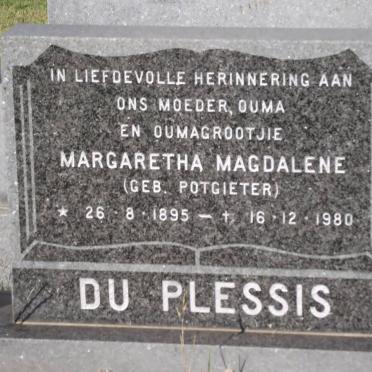 IN LIEFDEVOLLE HERINNERING AAN
ONS MOEDER, OUMA
EN OUMAGROOTJIE
MARGARETHA MAGDALENE
(GEB. POTGIETER)
★ 26 · 8 · 1895 — † 16 · 12 · 1980
DU PLESSIS